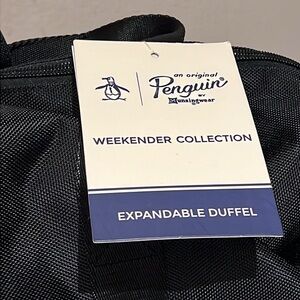 an original
Penguin®
BY
Munsingwear
WEEKENDER COLLECTION
EXPANDABLE DUFFEL